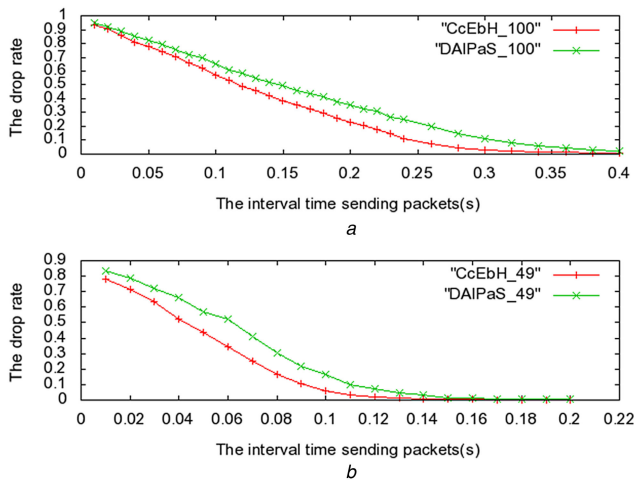 The drop rate
1
0.9
0.8
0.7
0.6
0.5
0.4
0.3
0.2
0.1
0
"CcEbH_100"
"DAIPaS_100"
0 0.05 0.1 0.15 0.2 0.25 0.3 0.35 0.4
The interval time sending packets(s)
a
The drop rate
0.9
0.8
0.7
0.6
0.5
0.4
0.3
0.2
0.1
0
"CcEbH_49"
"DAIPaS_49"
0 0.02 0.04 0.06 0.08 0.1 0.12 0.14 0.16 0.18 0.2 0.22
The interval time sending packets(s)
b